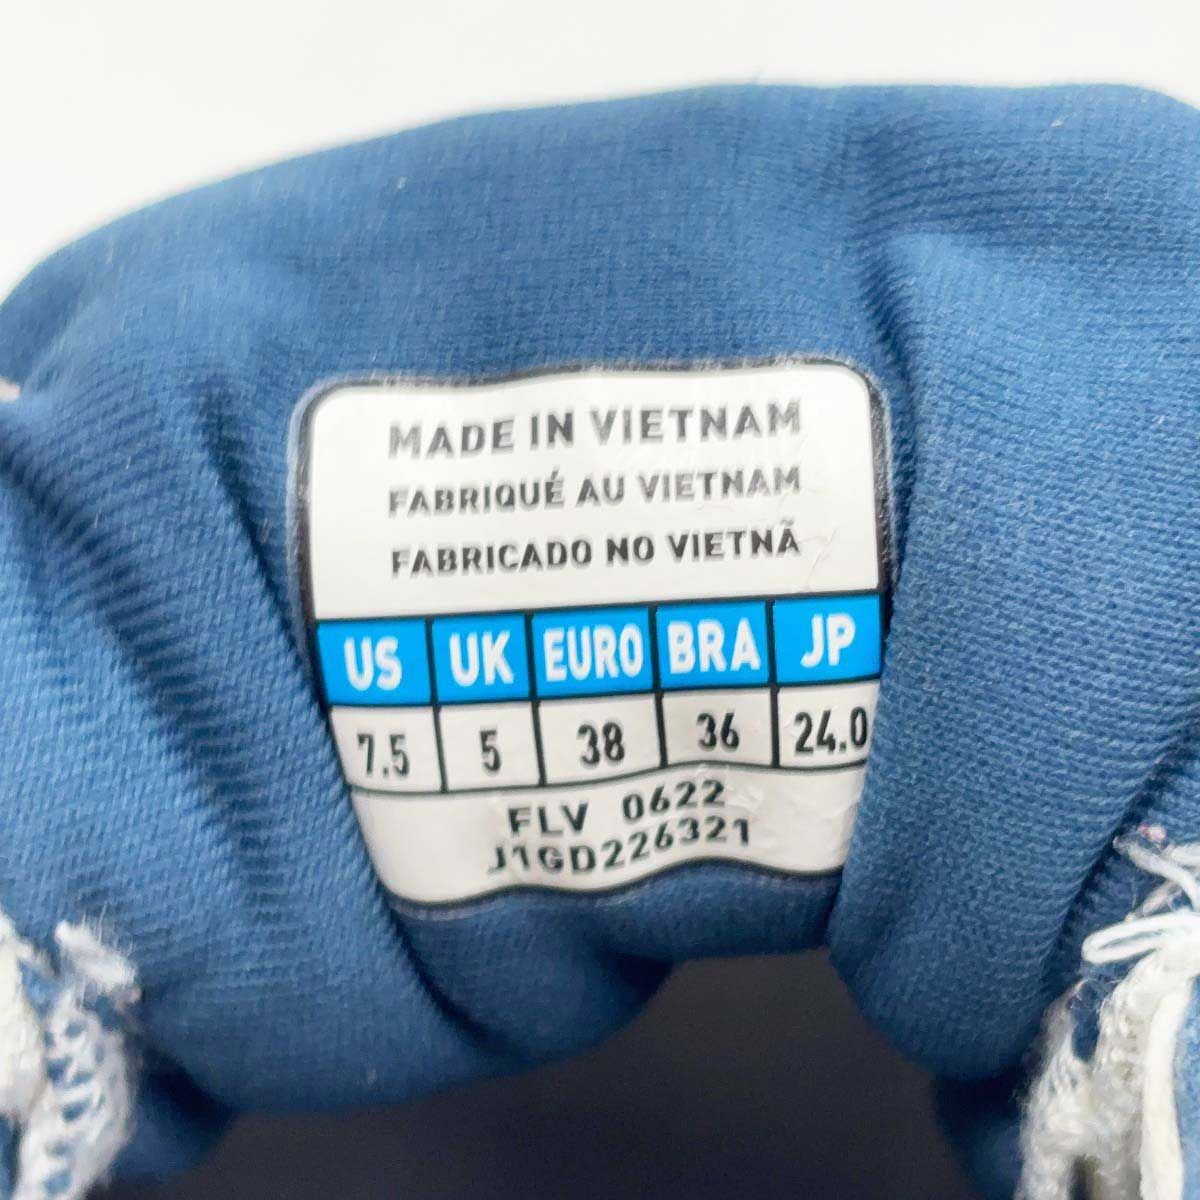 MADE IN VIETNAM
FABRIQUÉ AU VIETNAM
FABRICADO NO VIETNÃ
US UK EURO BRA JP
7.5 5 38 36 24.0
FLV 0622
J1GD226321